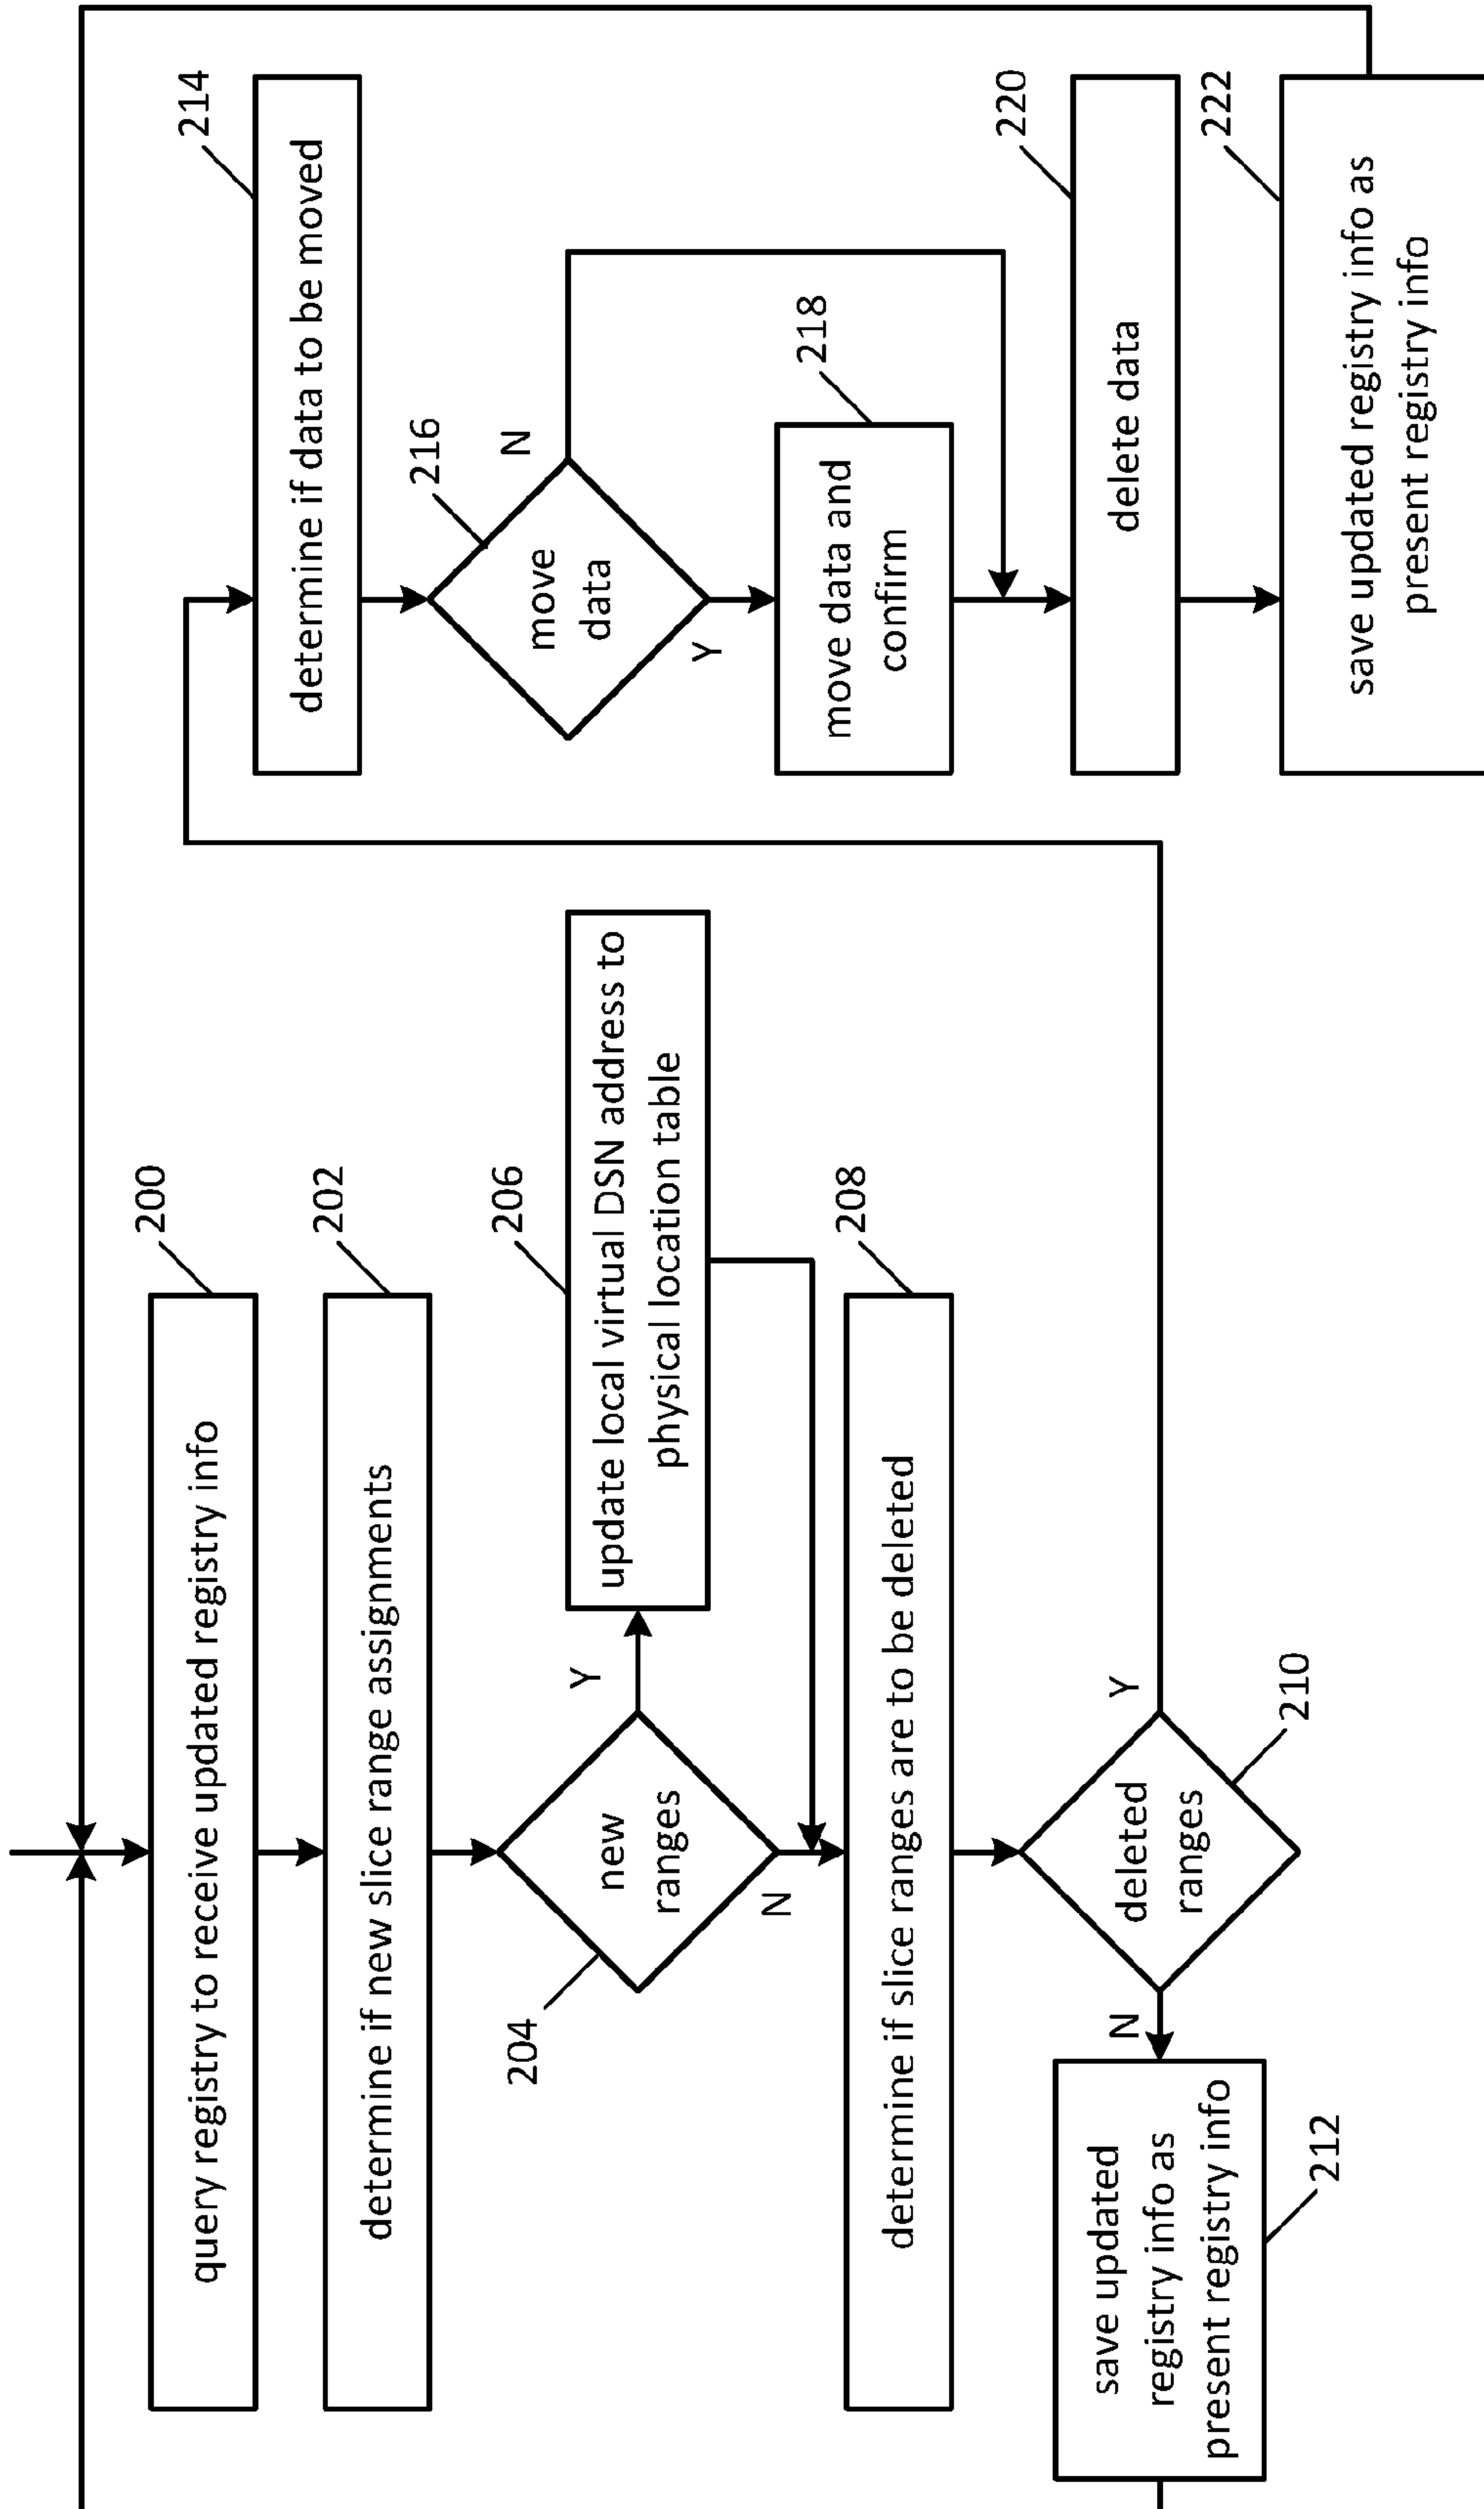 200
query registry to receive updated registry info
202
determine if new slice range assignments
204
new
ranges
Y
N
206
update local virtual DSN address to
physical location table
208
determine if slice ranges are to be deleted
210
deleted
ranges
N
Y
212
save updated
registry info as
present registry info
214
determine if data to be moved
216
move
data
N
Y
218
move data and
confirm
220
delete data
222
save updated registry info as
present registry info